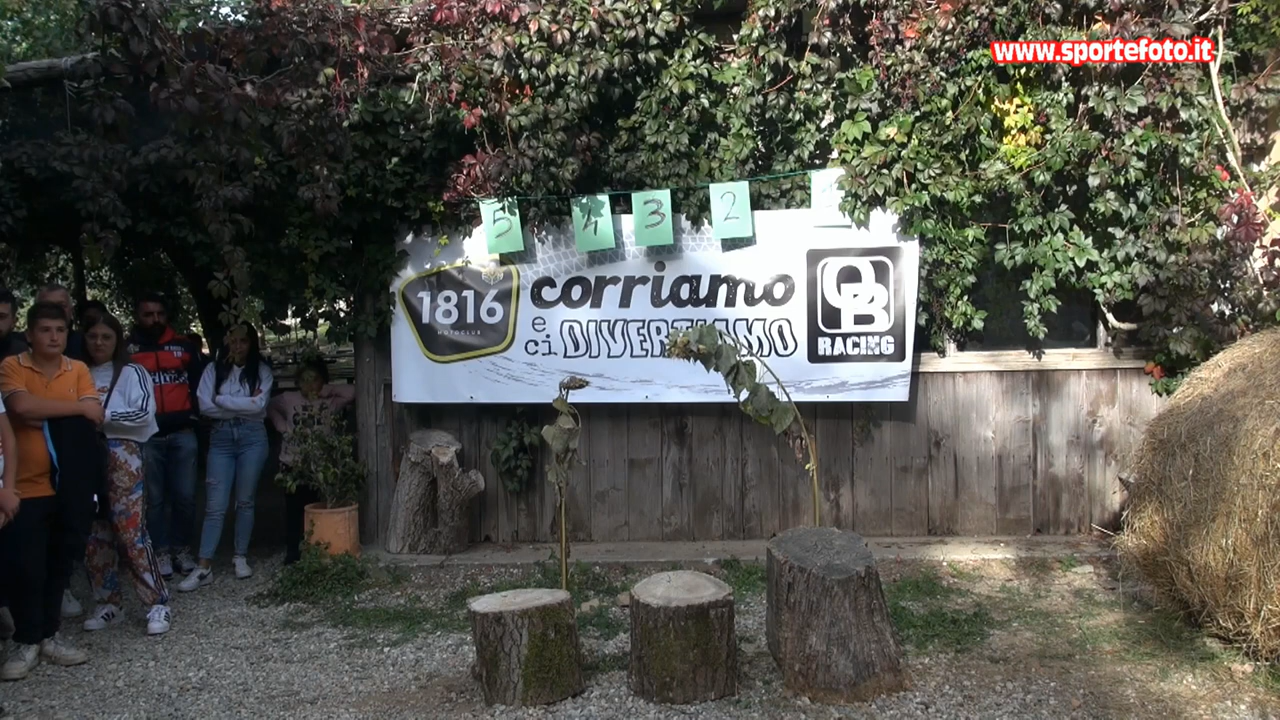 www.sportefoto.it
5 4 3 2
1816
MOTOCLUB
corriamo
e ci DIVERTIAMO
OB
RACING